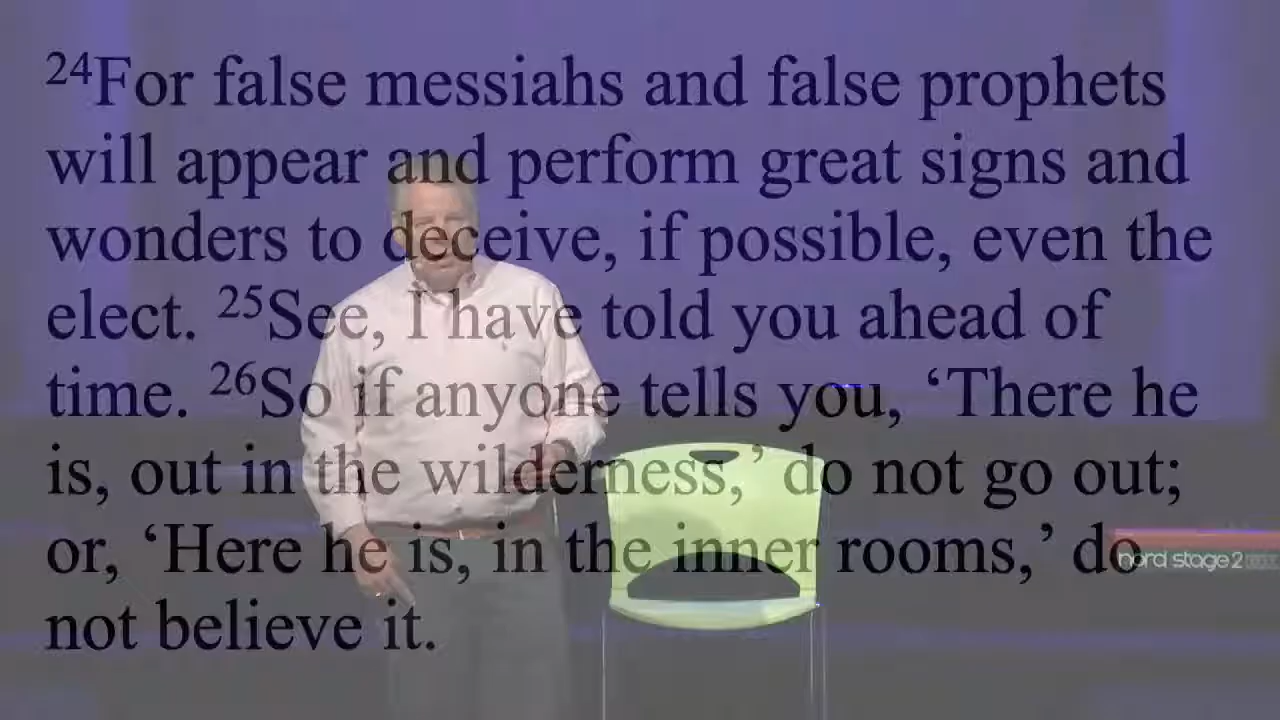 24For false messiahs and false prophets
will appear and perform great signs and
wonders to deceive, if possible, even the
elect. 25See, I have told you ahead of
time. 26So if anyone tells you, ‘There he
is, out in the wilderness,’ do not go out;
or, ‘Here he is, in the inner rooms,’ do
not believe it.
nord stage 2